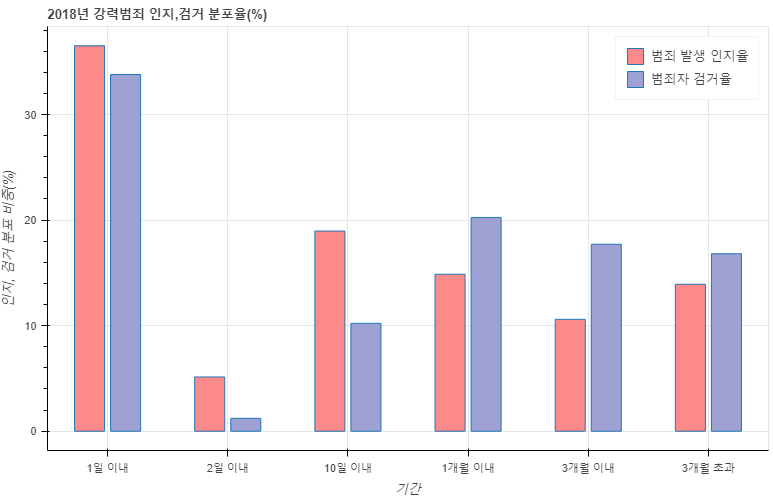 2018년 강력범죄 인지,검거 분포율(%)
범죄 발생 인지율
범죄자 검거율
인지, 검거 분포 비중(%)
30
20
10
0
1일 이내
2일 이내
10일 이내
1개월 이내
3개월 이내
3개월 초과
기간